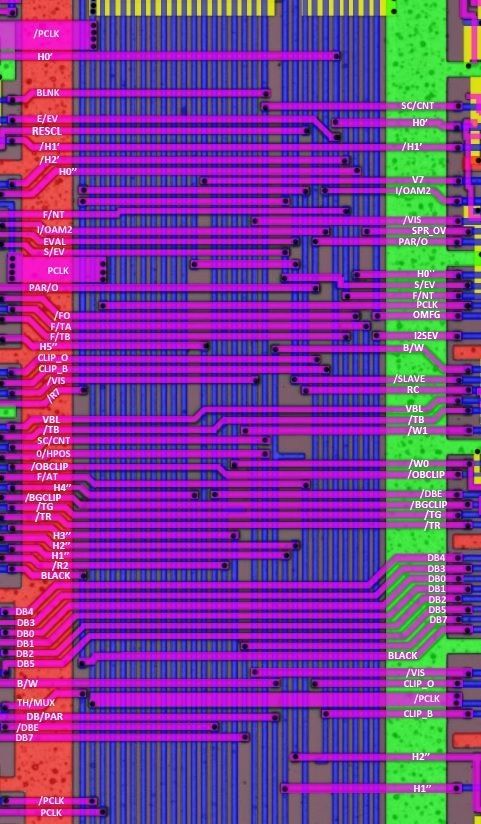 /PCLK
H0'
BLNK
SC/CNT
E/EV
H0'
RESCL
/H1'
/H1'
/H2'
H0''
V7
I/OAM2
F/NT
/VIS
I/OAM2
SPR_OV
EVAL
PAR/O
S/EV
PCLK
H0''
S/EV
PAR/O
F/NT
PCLK
/FO
OMFG
F/TA
F/TB
I2SEV
H5''
B/W
CLIP_O
CLIP_B
/VIS
/SLAVE
/R7
RC
VBL
VBL
/TB
/TB
/W1
SC/CNT
0/HPOS
/OBCLIP
/W0
F/AT
/OBCLIP
H4''
/BGCLIP
/DBE
/TG
/BGCLIP
/TR
/TG
/TR
H3''
H2''
H1''
DB4
/R2
DB3
BLACK
DB0
DB1
DB2
DB4
DB5
DB3
DB7
DB0
DB1
DB2
BLACK
DB5
/VIS
B/W
CLIP_O
TH/MUX
/PCLK
DB/PAR
CLIP_B
/DBE
DB7
H2''
H1''
/PCLK
PCLK